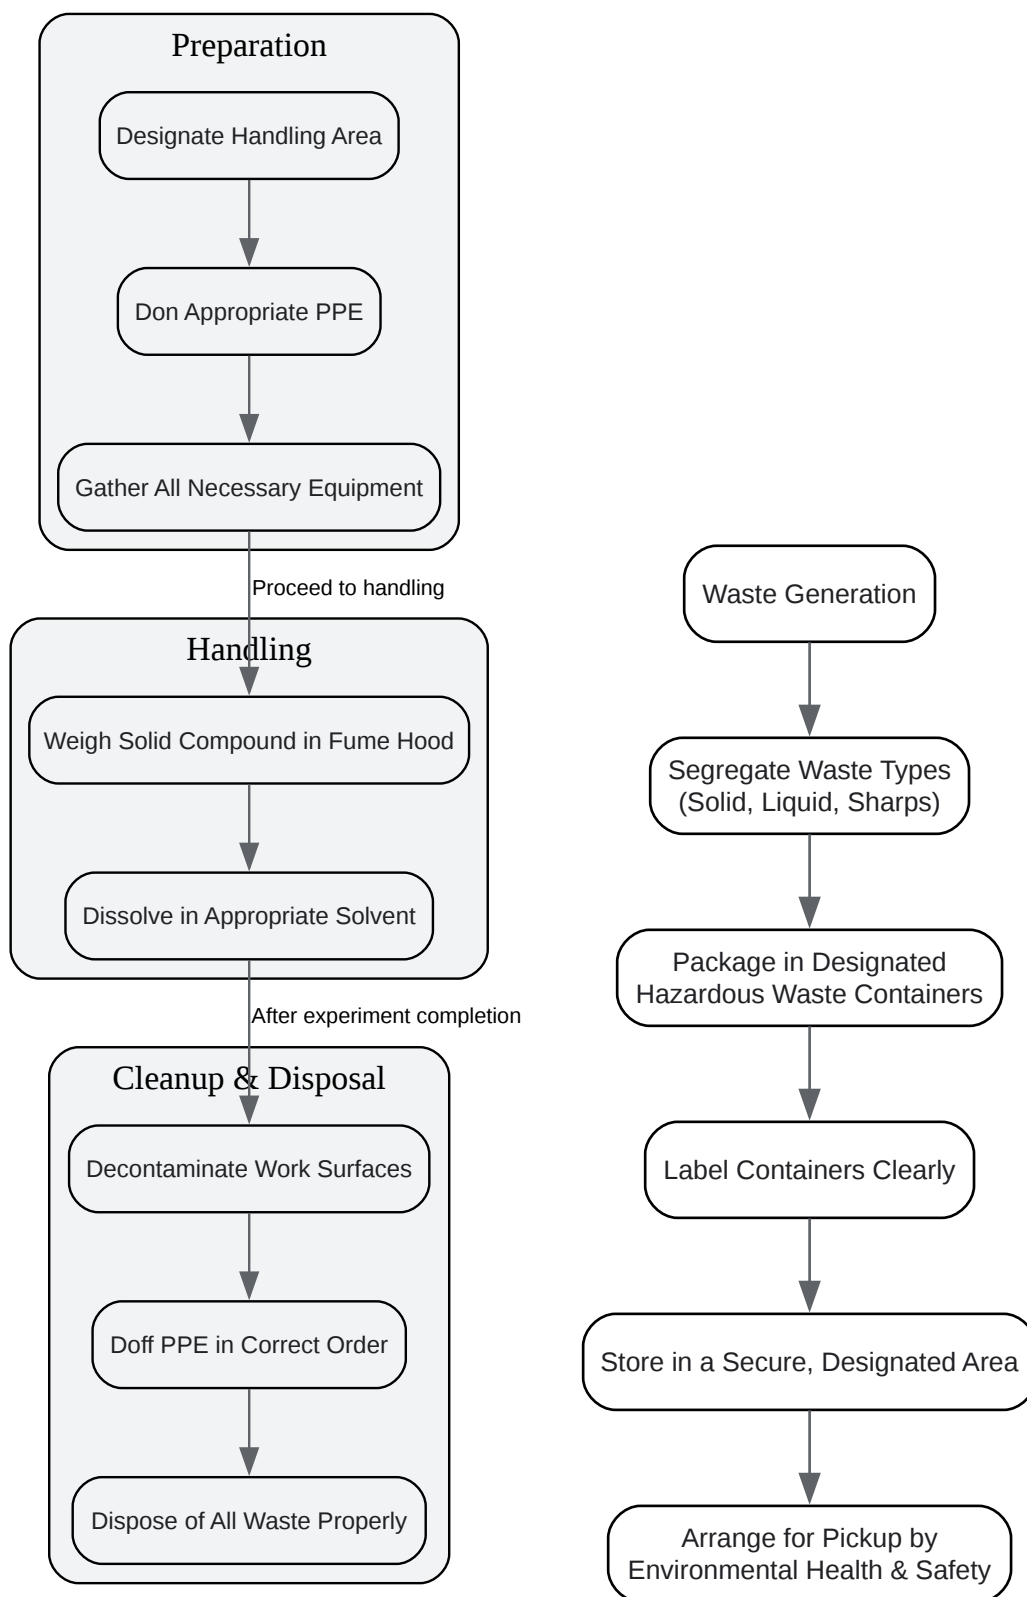 Preparation
Designate Handling Area
Don Appropriate PPE
Gather All Necessary Equipment
Proceed to handling
Handling
Weigh Solid Compound in Fume Hood
Dissolve in Appropriate Solvent
After experiment completion
Cleanup & Disposal
Decontaminate Work Surfaces
Doff PPE in Correct Order
Dispose of All Waste Properly
Waste Generation
Segregate Waste Types
(Solid, Liquid, Sharps)
Package in Designated
Hazardous Waste Containers
Label Containers Clearly
Store in a Secure, Designated Area
Arrange for Pickup by
Environmental Health & Safety